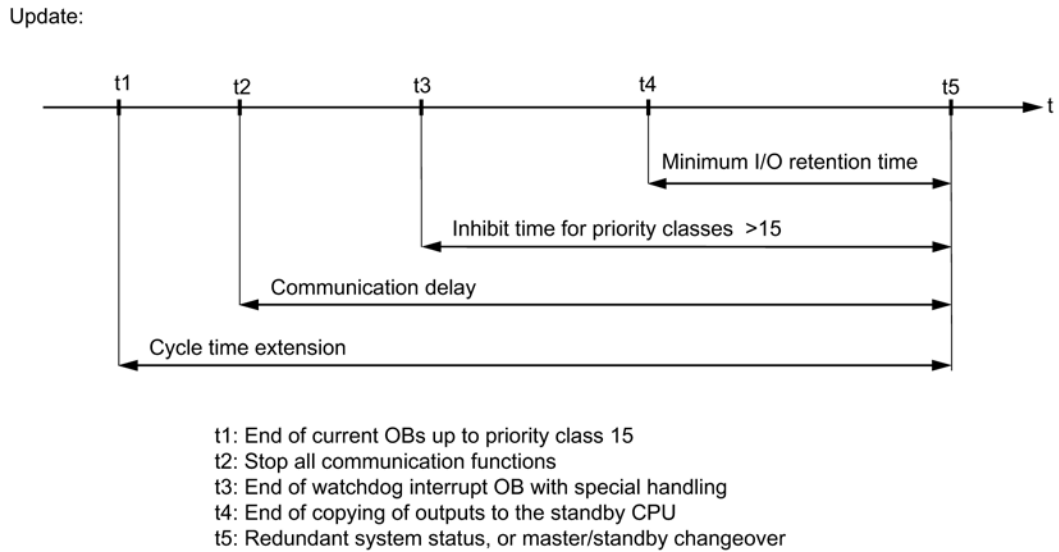 Update:
t1
t2
t3
t4
t5
t
Minimum I/O retention time
Inhibit time for priority classes >15
Communication delay
Cycle time extension
t1: End of current OBs up to priority class 15
t2: Stop all communication functions
t3: End of watchdog interrupt OB with special handling
t4: End of copying of outputs to the standby CPU
t5: Redundant system status, or master/standby changeover